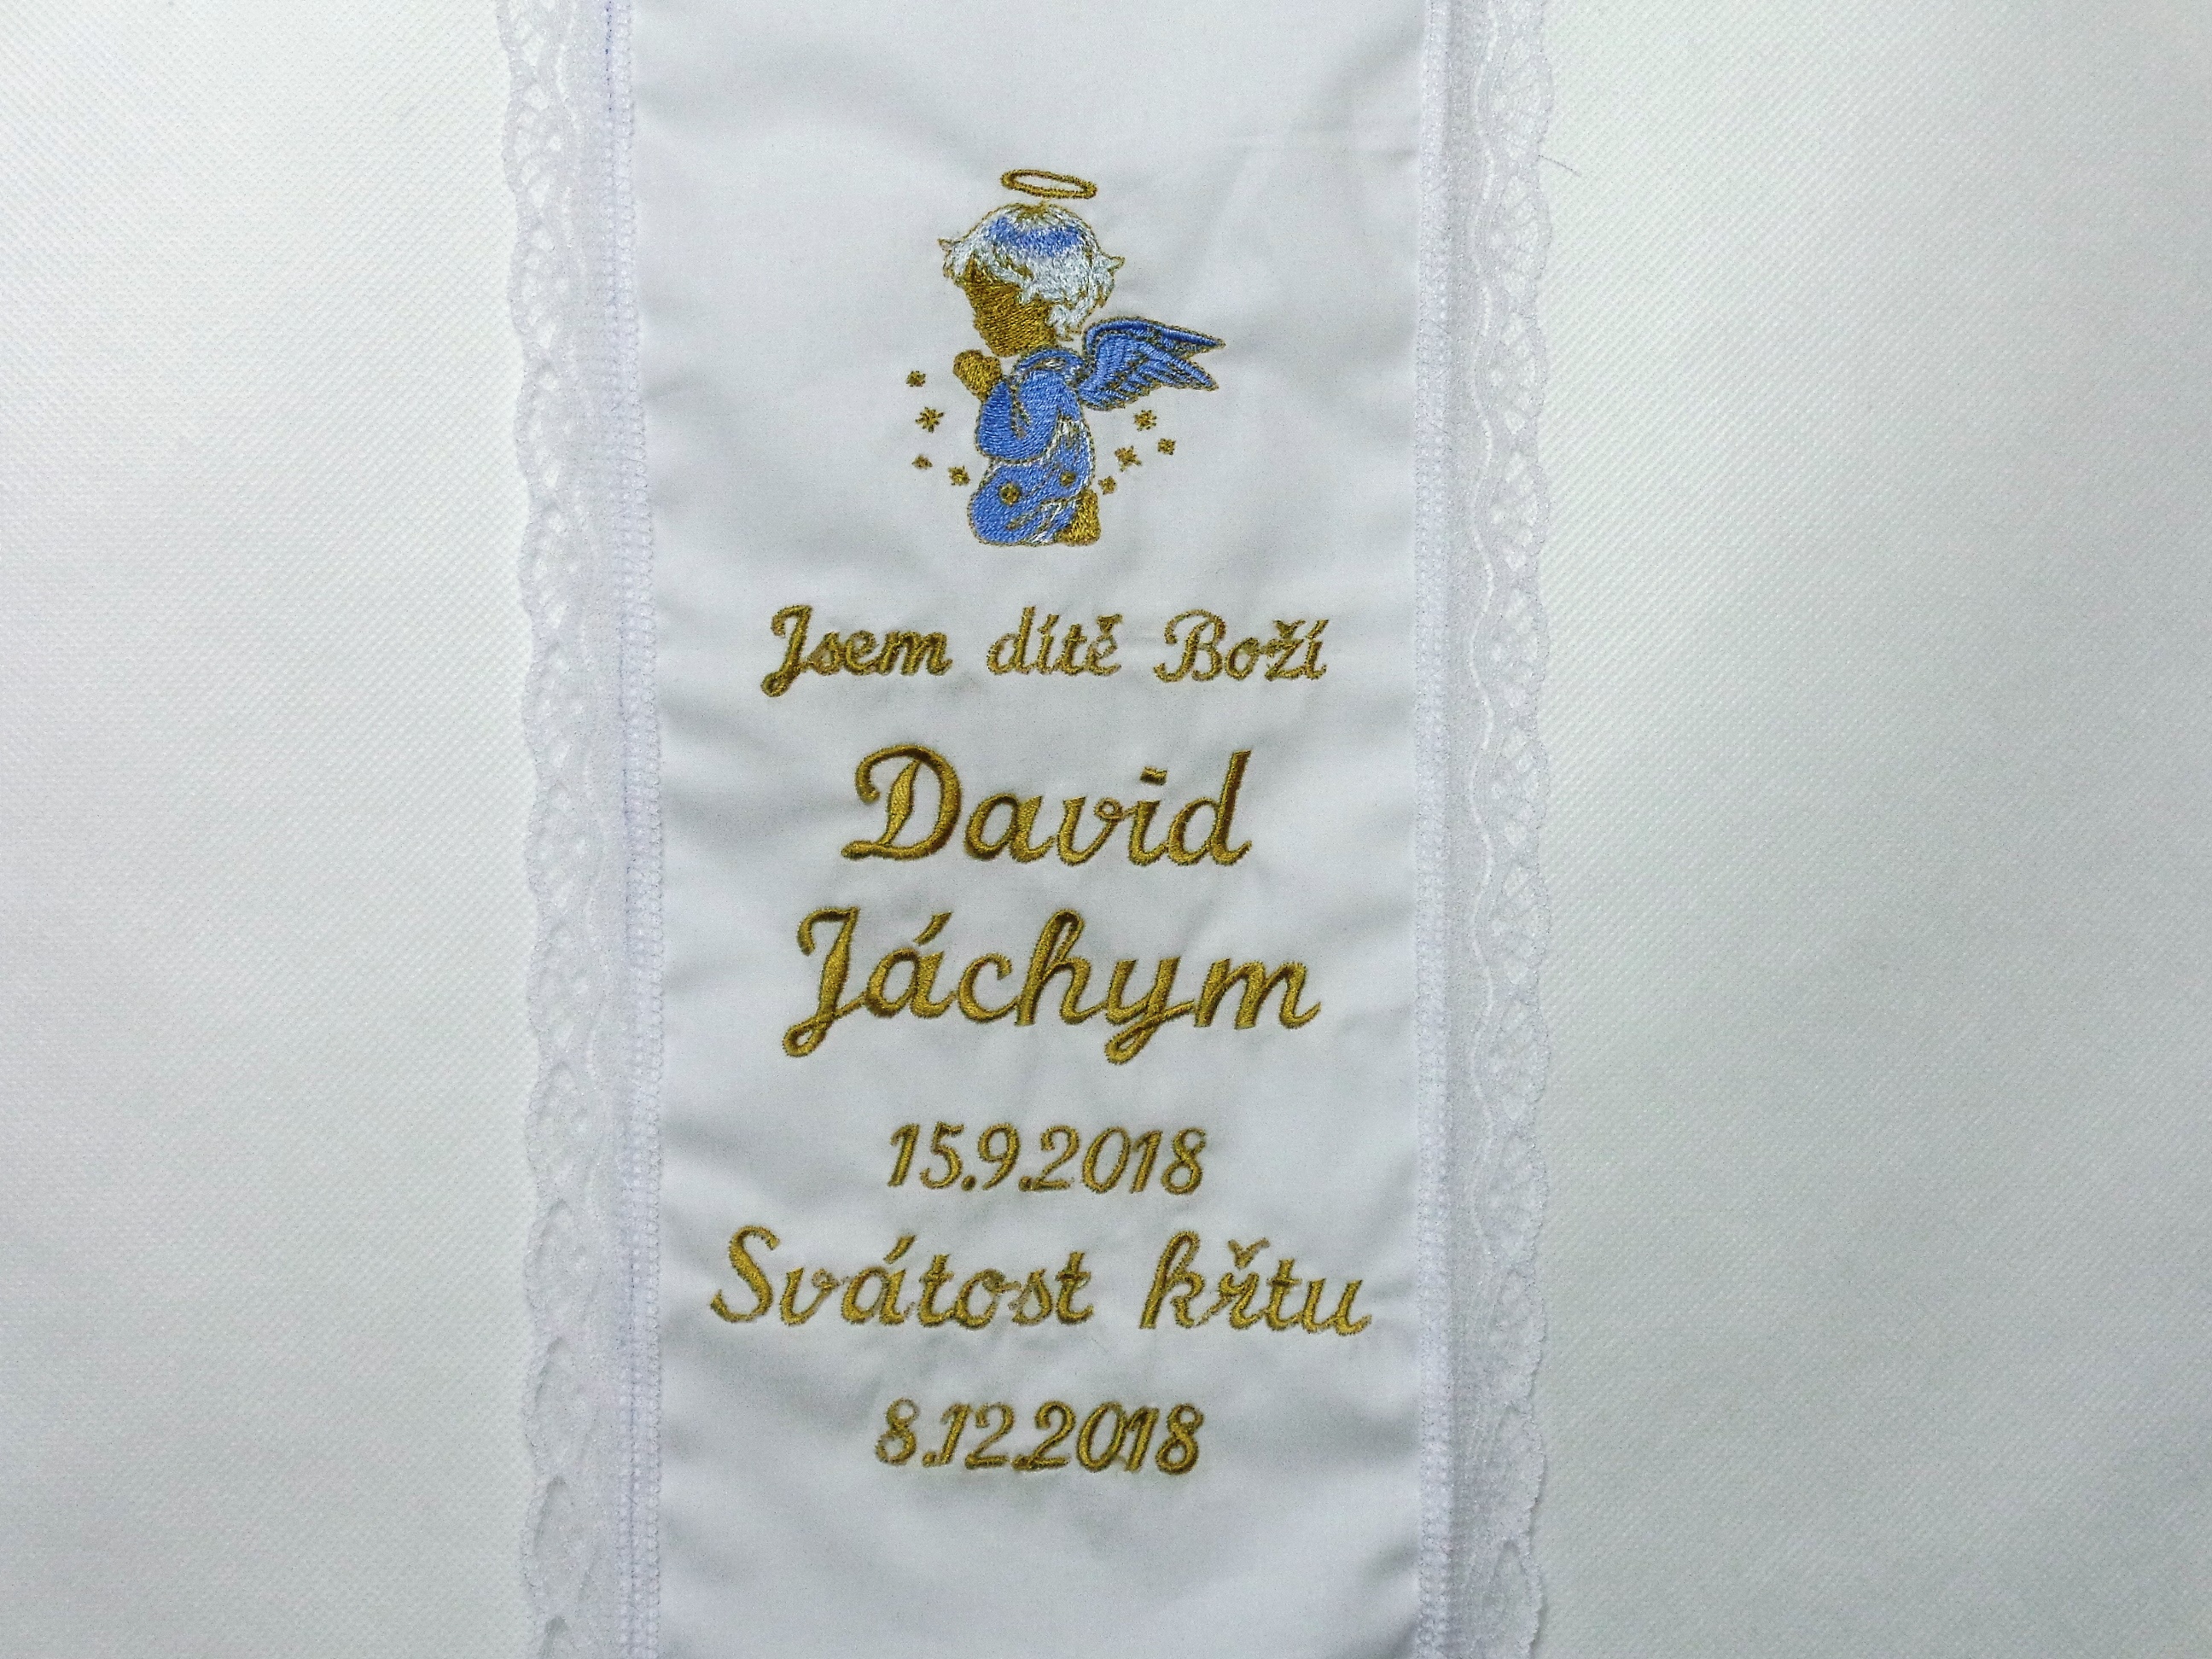 Jsem dítě Boží
David
Jáchym
15.9.2018
Svátost křtu
8.12.2018